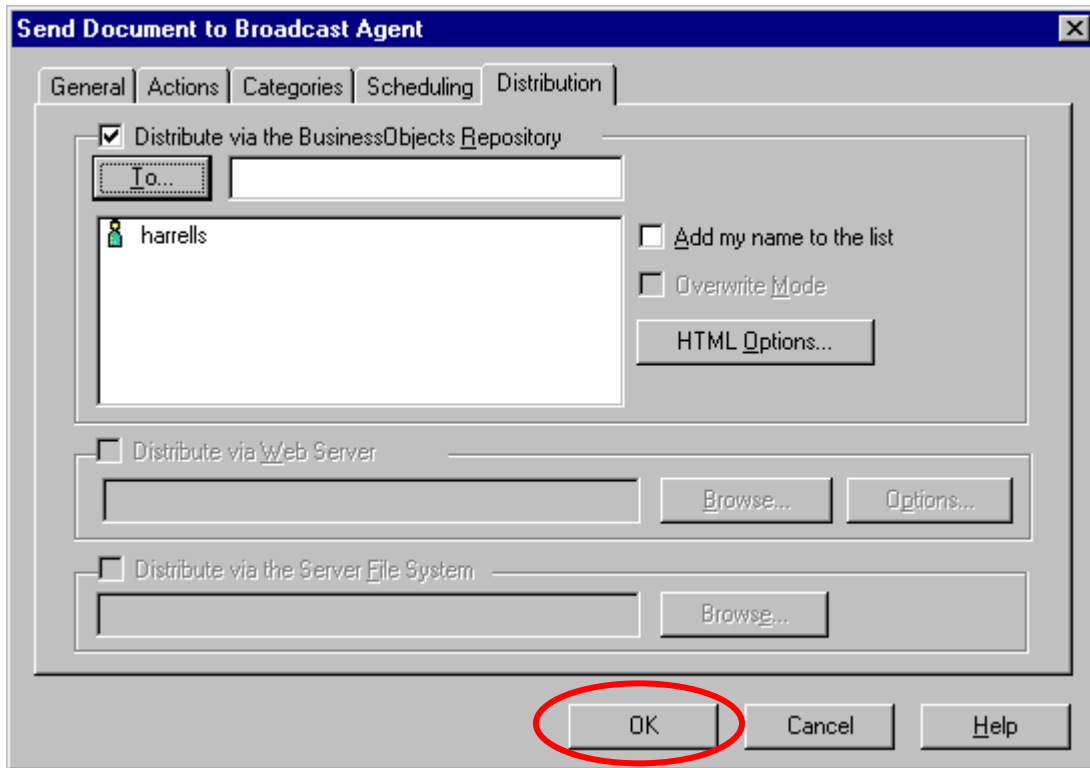 Send Document to Broadcast Agent
General Actions Categories Scheduling Distribution
Distribute via the BusinessObjects Repository
To...
harrells
Add my name to the list
Overwrite Mode
HTML Options...
Distribute via Web Server
Browse... Options...
Distribute via the Server File System
Browse...
OK Cancel Help